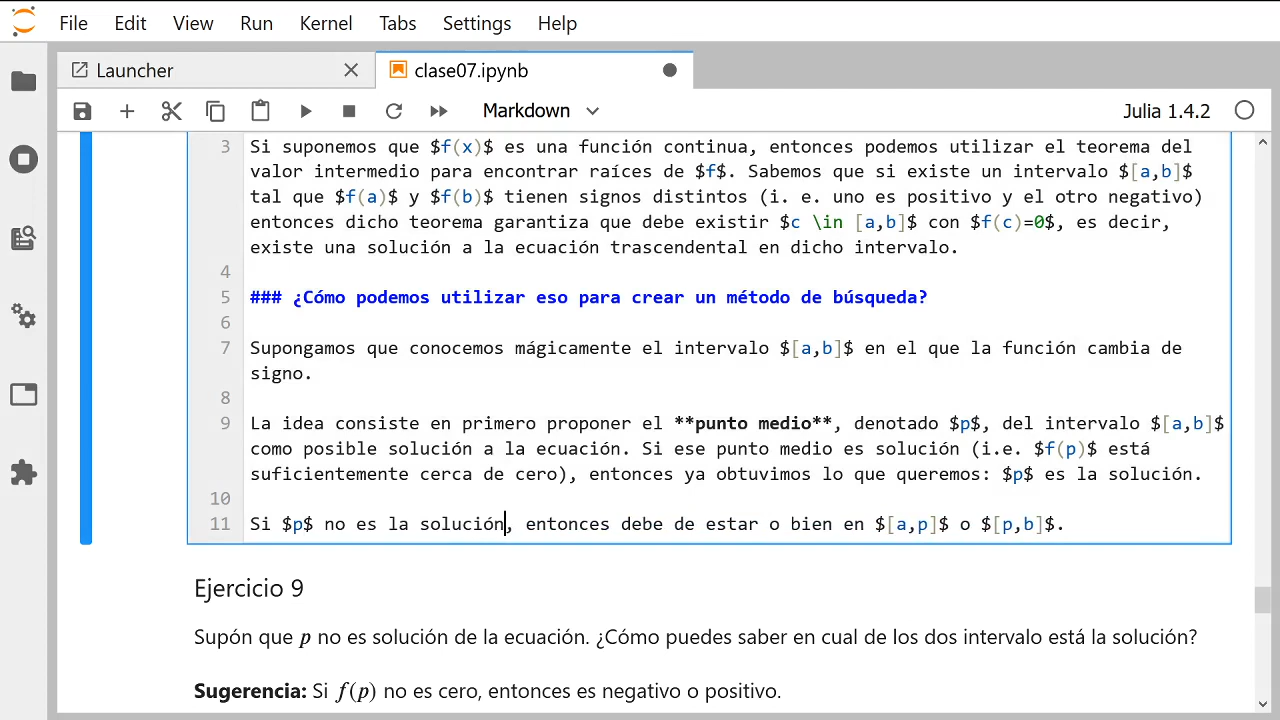 File Edit View Run Kernel Tabs Settings Help
Launcher clase07.ipynb
Markdown Julia 1.4.2
3 Si suponemos que $f(x)$ es una función continua, entonces podemos utilizar el teorema del
valor intermedio para encontrar raíces de $f$. Sabemos que si existe un intervalo $[a,b]$
tal que $f(a)$ y $f(b)$ tienen signos distintos (i. e. uno es positivo y el otro negativo)
entonces dicho teorema garantiza que debe existir $c \in [a,b]$ con $f(c)=0$, es decir,
existe una solución a la ecuación trascendental en dicho intervalo.
4
5 ### ¿Cómo podemos utilizar eso para crear un método de búsqueda?
6
7 Supongamos que conocemos mágicamente el intervalo $[a,b]$ en el que la función cambia de
signo.
8
9 La idea consiste en primero proponer el **punto medio**, denotado $p$, del intervalo $[a,b]$
como posible solución a la ecuación. Si ese punto medio es solución (i.e. $f(p)$ está
suficientemente cerca de cero), entonces ya obtuvimos lo que queremos: $p$ es la solución.
10
11 Si $p$ no es la solución, entonces debe de estar o bien en $[a,p]$ o $[p,b]$.
Ejercicio 9
Supón que p no es solución de la ecuación. ¿Cómo puedes saber en cual de los dos intervalo está la solución?
Sugerencia: Si f(p) no es cero, entonces es negativo o positivo.